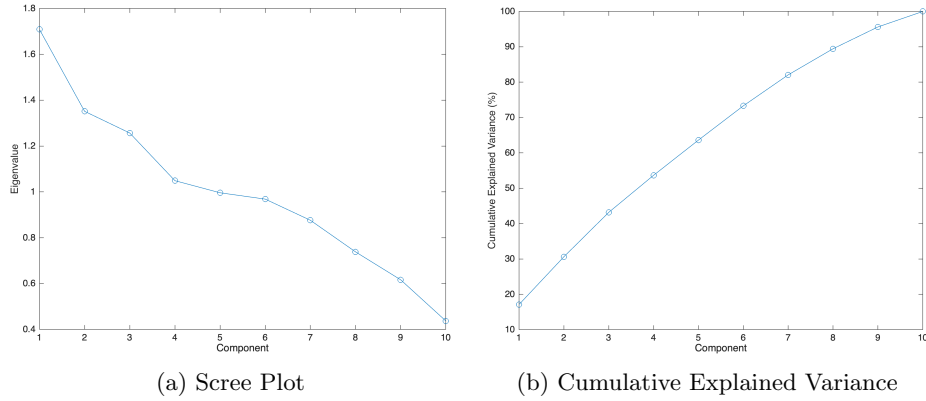 1.8
1.6
1.4
1.2
1
0.8
0.6
0.4
Eigenvalue
1 2 3 4 5 6 7 8 9 10
Component
(a) Scree Plot
100
90
80
70
60
50
40
30
20
10
Cumulative Explained Variance (%)
1 2 3 4 5 6 7 8 9 10
Component
(b) Cumulative Explained Variance